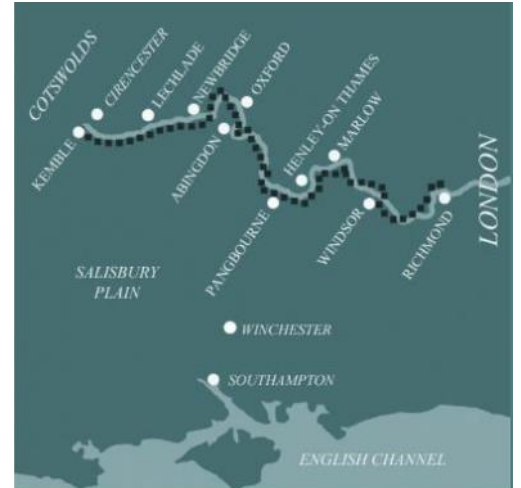 COTSWOLDS
CIRENCESTER
LECHLADE
NEWBRIDGE
OXFORD
KEMBLE
ABINGDON
HENLEY-ON THAMES
MARLOW
LONDON
PANGBOURNE
WINDSOR
RICHMOND
SALISBURY
PLAIN
WINCHESTER
SOUTHAMPTON
ENGLISH CHANNEL